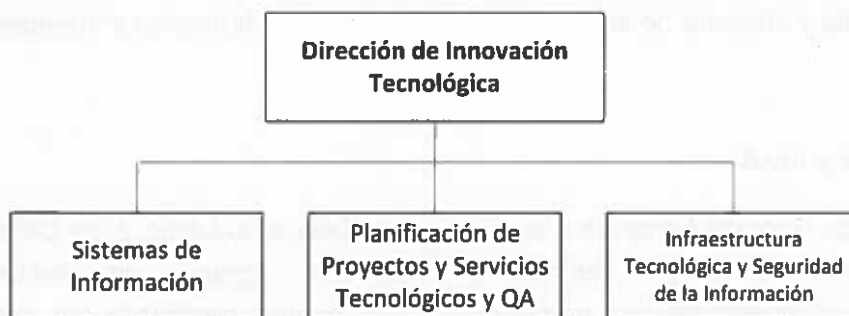 Dirección de Innovación
Tecnológica
Sistemas de
Información
Planificación de
Proyectos y Servicios
Tecnológicos y QA
Infraestructura
Tecnológica y Seguridad
de la Información